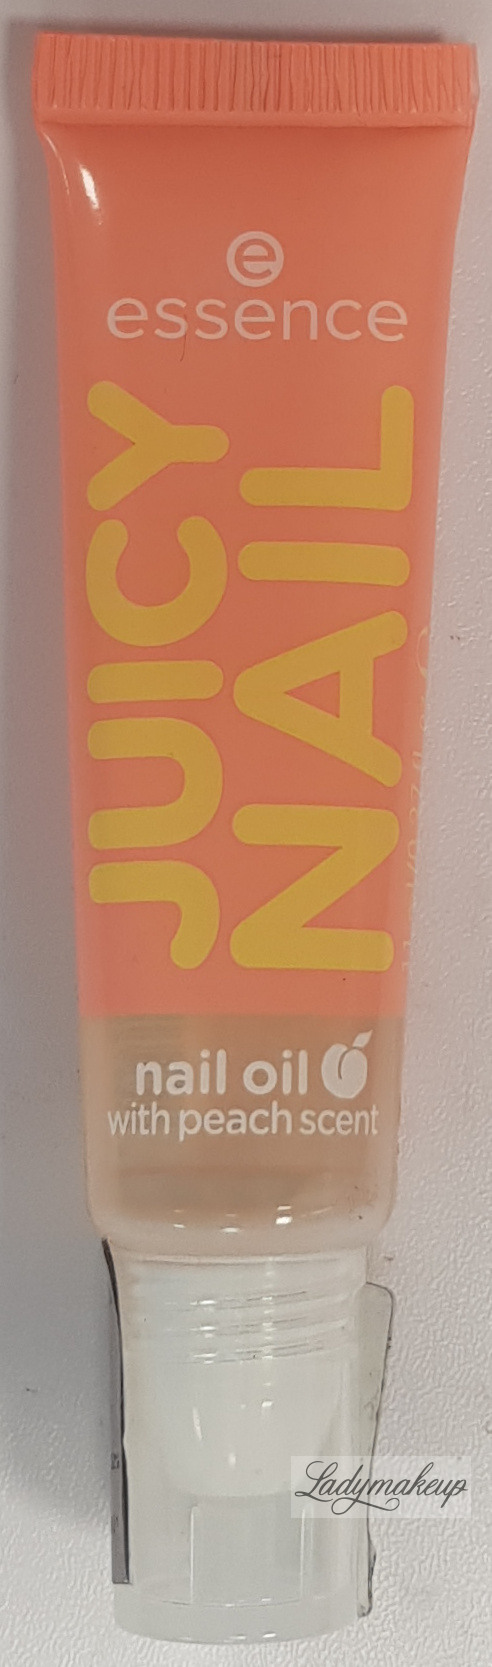 e
essence
JUICY
NAIL
nail oil
with peach scent
Ladymakeup